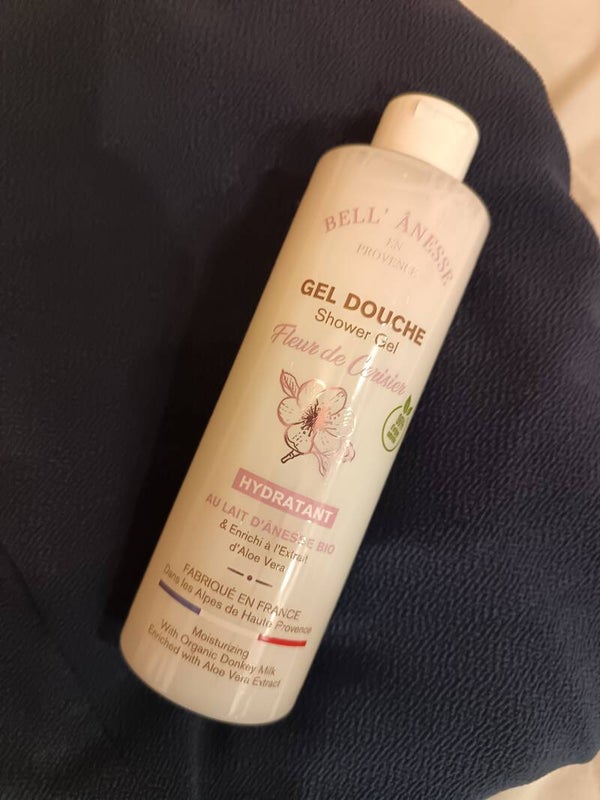 BELL' ÂNESSE
EN
PROVENCE
GEL DOUCHE
Shower Gel
Fleur de Cerisier
HYDRATANT
AU LAIT D'ÂNESSE BIO
& Enrichi à l'Extrait
d'Aloe Vera
FABRIQUÉ EN FRANCE
Dans les Alpes de Haute Provence
Moisturizing
With Organic Donkey Milk
Enriched with Aloe Vera Extract